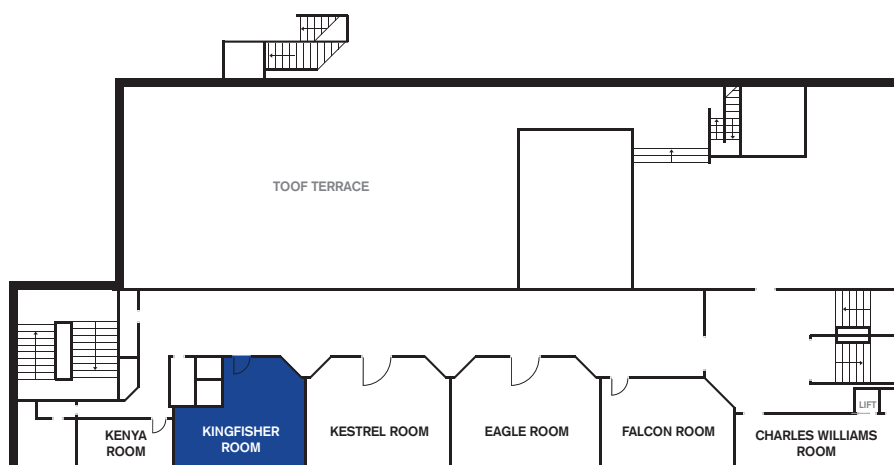 TOOF TERRACE
LIFT
KENYA
ROOM
KINGFISHER
ROOM
KESTREL ROOM
EAGLE ROOM
FALCON ROOM
CHARLES WILLIAMS
ROOM